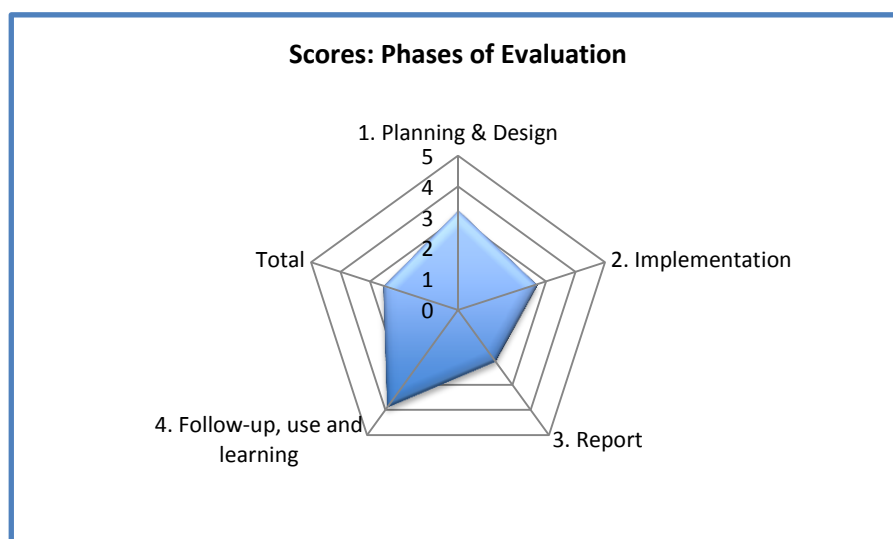 Scores: Phases of Evaluation
1. Planning & Design
5
4
3
2
1
0
2. Implementation
3. Report
4. Follow-up, use and
learning
Total